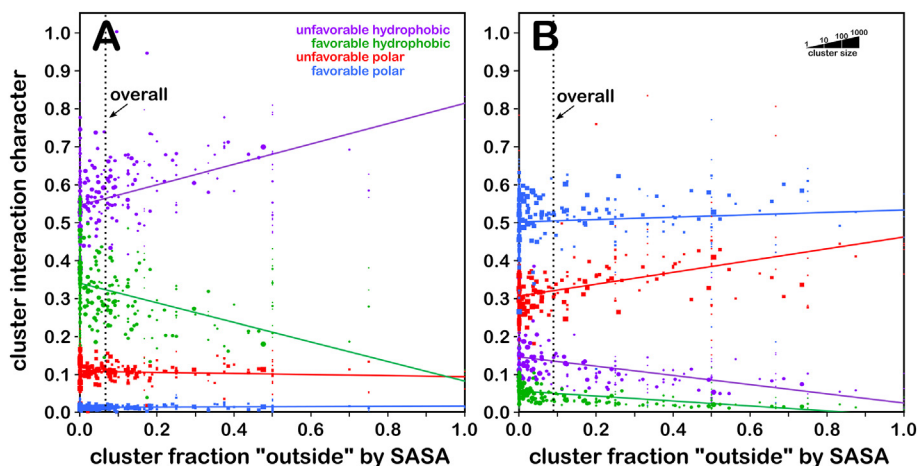 A
unfavorable hydrophobic
favorable hydrophobic
unfavorable polar
favorable polar
overall
1.0
0.9
0.8
0.7
0.6
0.5
0.4
0.3
0.2
0.1
0.0
0.0 0.2 0.4 0.6 0.8 1.0
cluster interaction character
cluster fraction "outside" by SASA
B
1 10 100 1000
cluster size
overall
1.0
0.9
0.8
0.7
0.6
0.5
0.4
0.3
0.2
0.1
0.0
0.0 0.2 0.4 0.6 0.8 1.0
cluster fraction "outside" by SASA